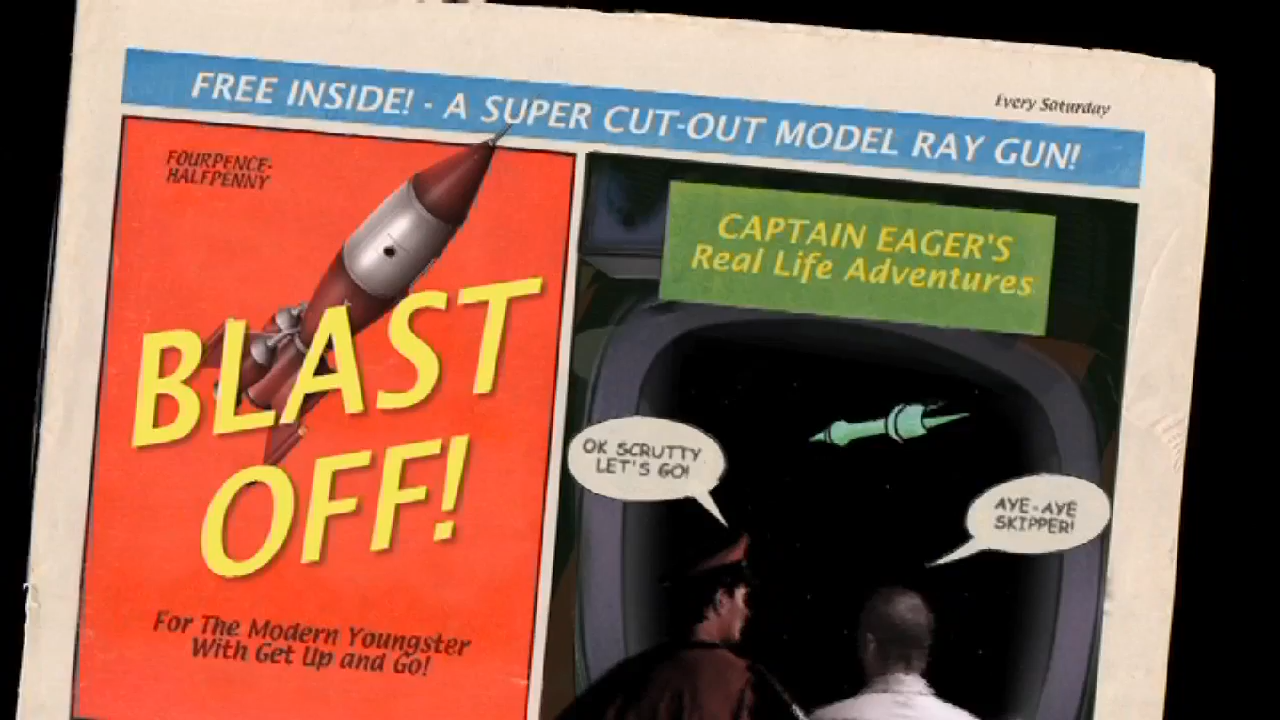 FREE INSIDE! - A SUPER CUT-OUT MODEL RAY GUN!
Every Saturday
FOURPENCE-
HALFPENNY
BLAST
OFF!
For The Modern Youngster
With Get Up and Go!
CAPTAIN EAGER'S
Real Life Adventures
OK SCRUTTY
LET'S GO!
AYE-AYE
SKIPPER!